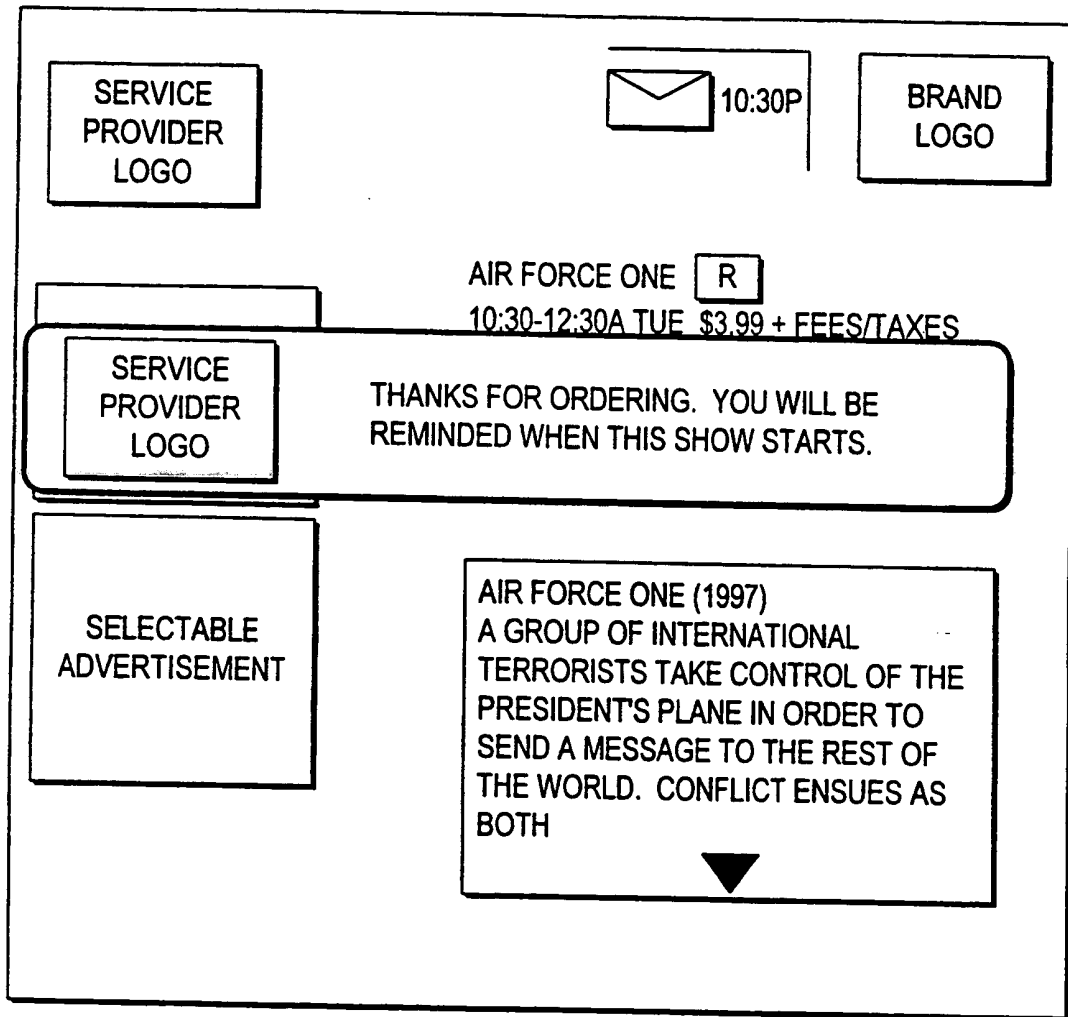 SERVICE
PROVIDER
LOGO
10:30P
BRAND
LOGO
AIR FORCE ONE R
10:30-12:30A TUE $3.99 + FEES/TAXES
SERVICE
PROVIDER
LOGO
THANKS FOR ORDERING. YOU WILL BE
REMINDED WHEN THIS SHOW STARTS.
SELECTABLE
ADVERTISEMENT
AIR FORCE ONE (1997)
A GROUP OF INTERNATIONAL
TERRORISTS TAKE CONTROL OF THE
PRESIDENT'S PLANE IN ORDER TO
SEND A MESSAGE TO THE REST OF
THE WORLD. CONFLICT ENSUES AS
BOTH